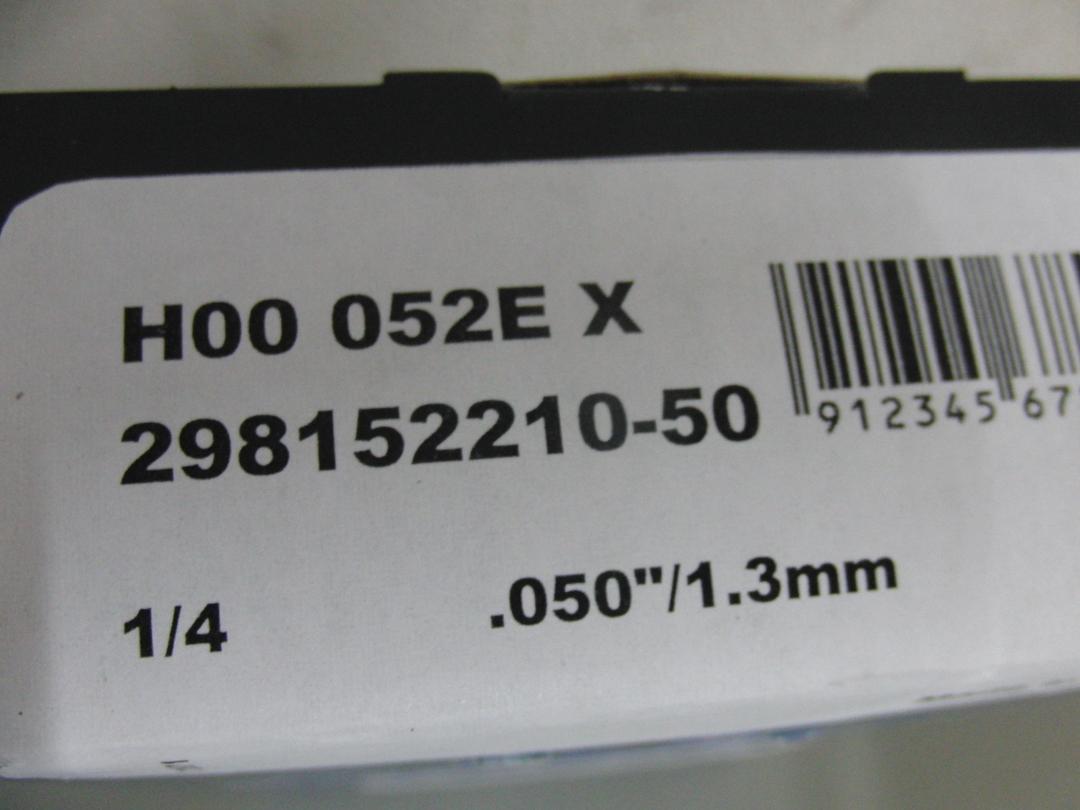 H00 052E X
298152210-50
912345 67
1/4 .050"/1.3mm